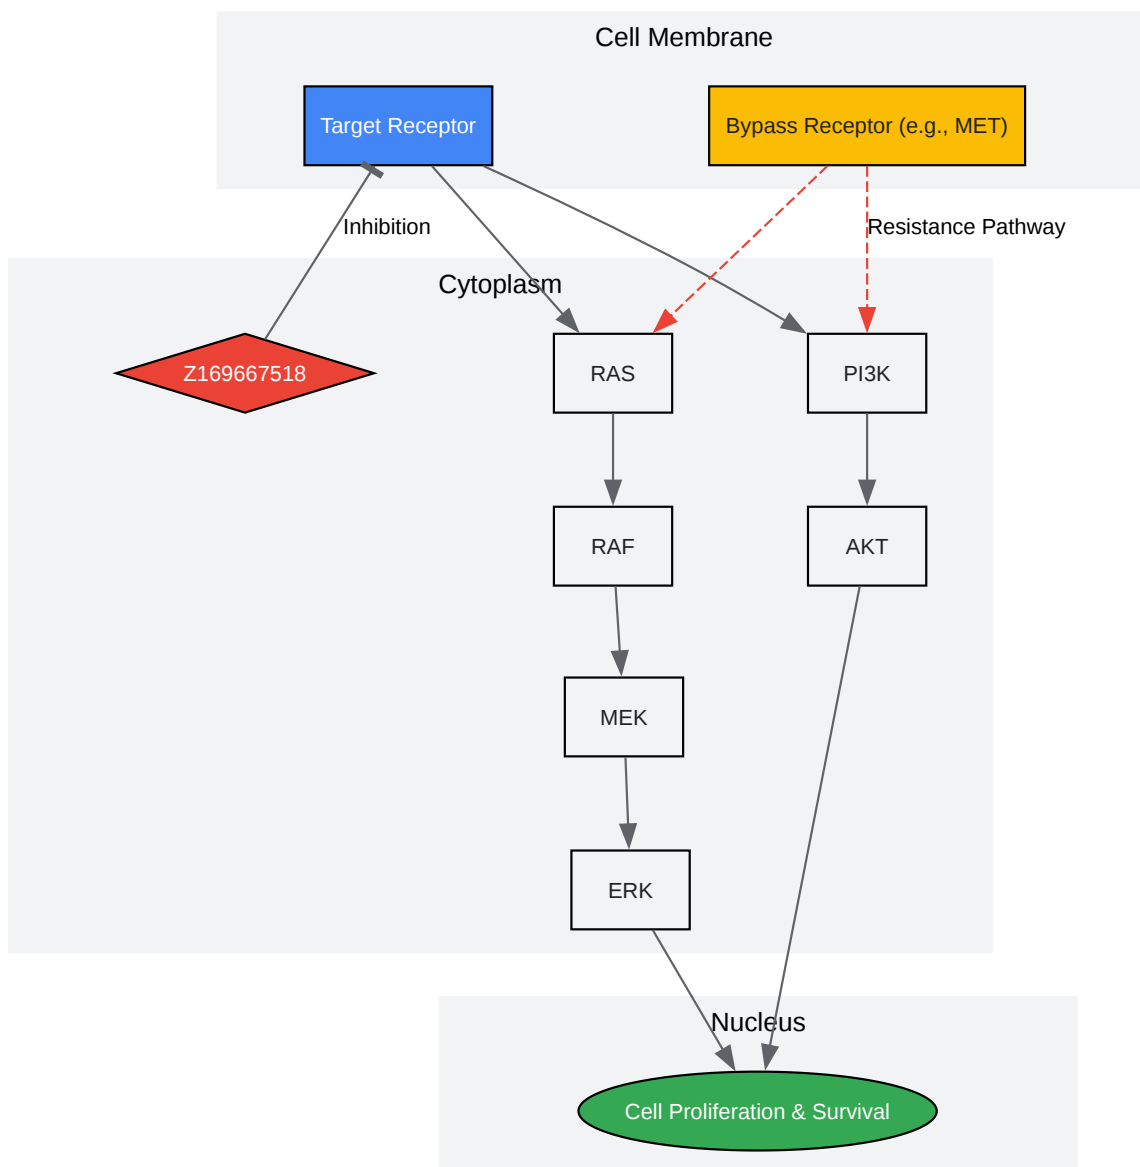 Cell Membrane
Target Receptor
Bypass Receptor (e.g., MET)
Inhibition
Resistance Pathway
Cytoplasm
Z169667518
RAS
PI3K
RAF
AKT
MEK
ERK
Nucleus
Cell Proliferation & Survival